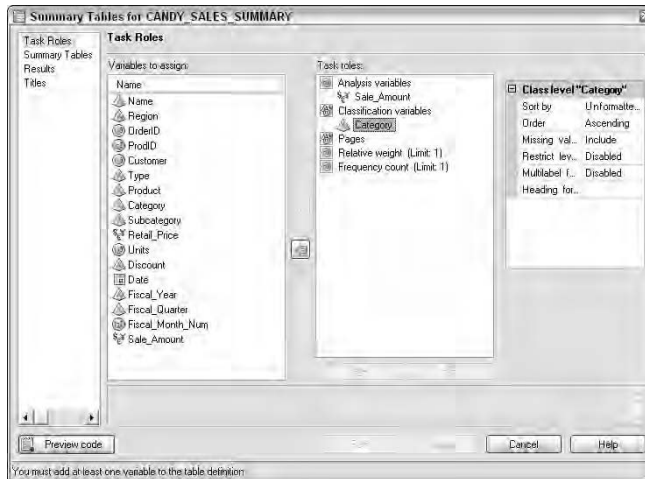 Summary Tables for CANDY_SALES_SUMMARY
Task Roles
Summary Tables
Results
Titles
Task Roles
Variables to assign:
Name
Name
Region
OrderID
ProdID
Customer
Type
Product
Category
Subcategory
Retail_Price
Units
Discount
Date
Fiscal_Year
Fiscal_Quarter
Fiscal_Month_Num
Sale_Amount
Task roles:
Analysis variables
Sale_Amount
Classification variables
Category
Pages
Relative weight (Limit: 1)
Frequency count (Limit: 1)
Class level "Category"
Sort by Unformatte...
Order Ascending
Missing val... Include
Restrict lev... Disabled
Multilabel f... Disabled
Heading for...
Preview code
Cancel
Help
You must add at least one variable to the table definition